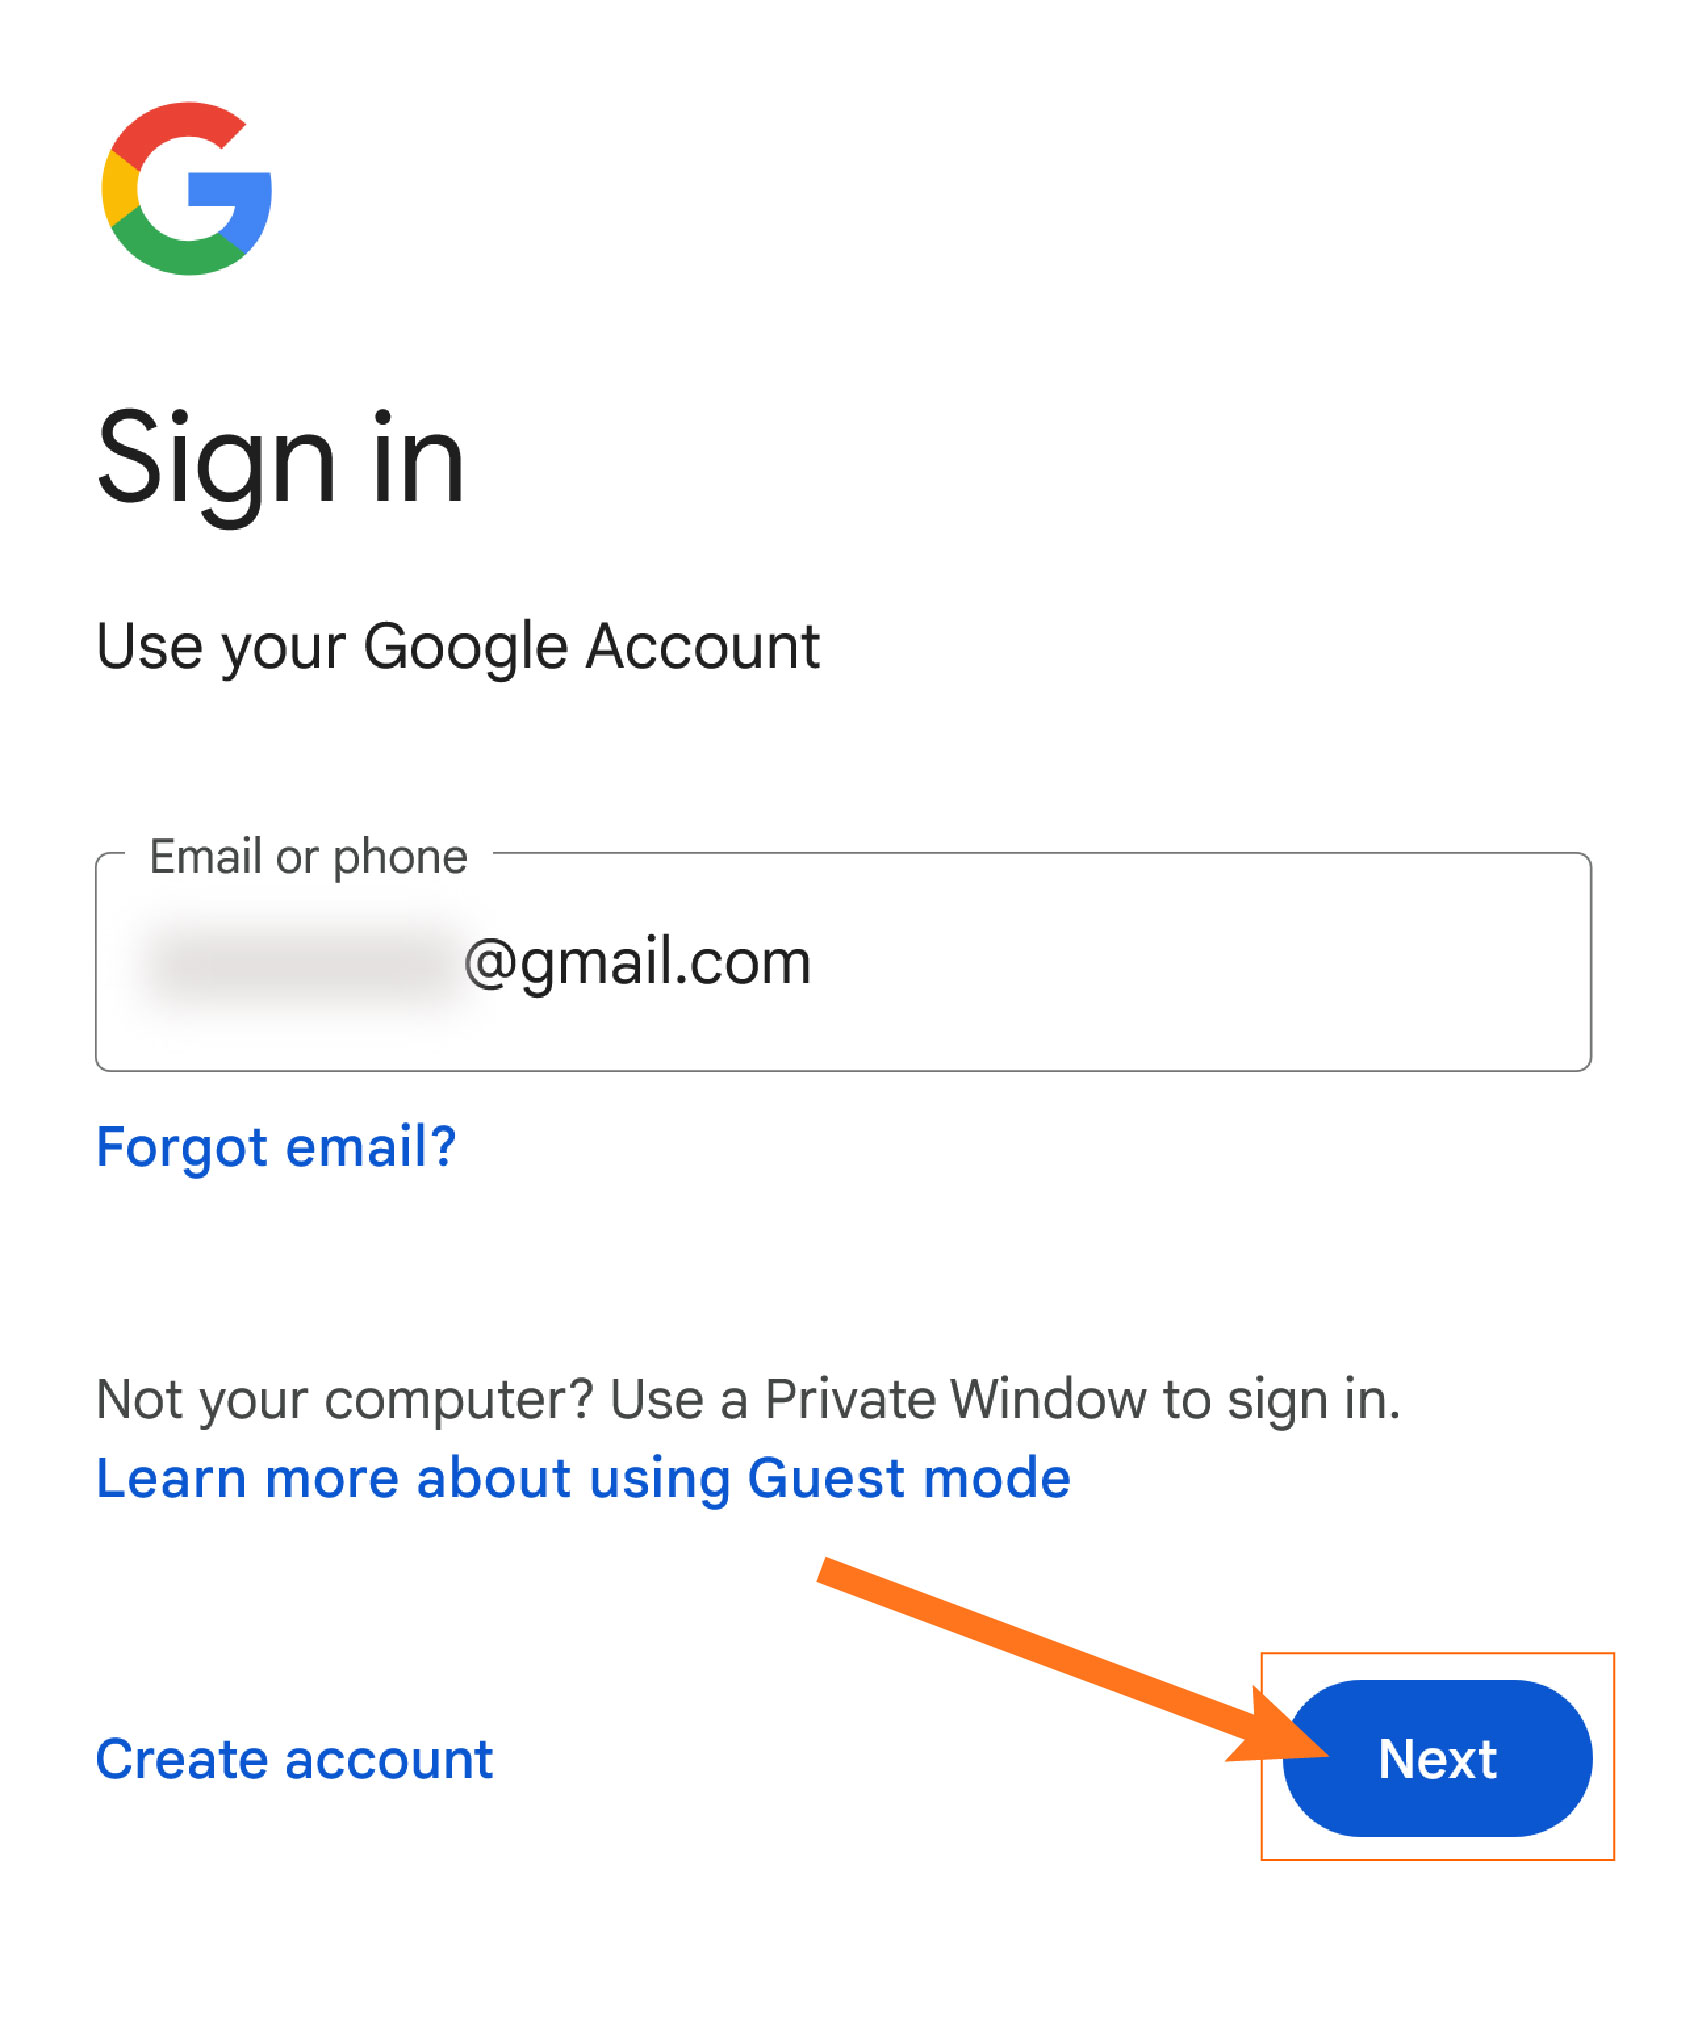 Sign in
Use your Google Account
Email or phone
@gmail.com
Forgot email?
Not your computer? Use a Private Window to sign in.
Learn more about using Guest mode
Create account
Next